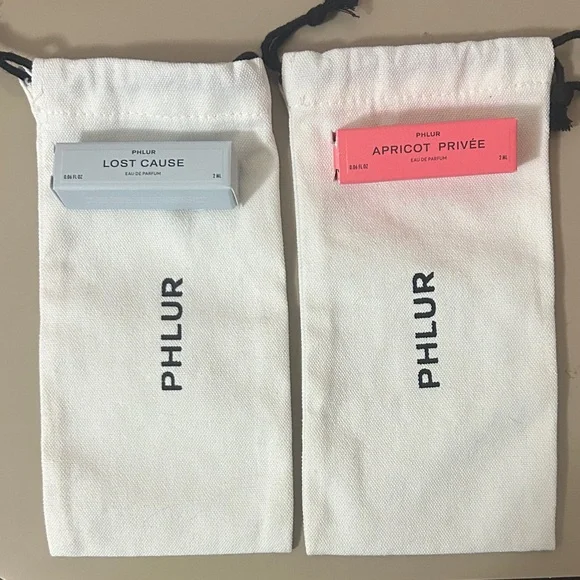 PHLUR
LOST CAUSE
EAU DE PARFUM
0.06 FL OZ 2 ML
PHLUR
APRICOT PRIVÉE
EAU DE PARFUM
0.06 FL OZ 2 ML
PHLUR
PHLUR